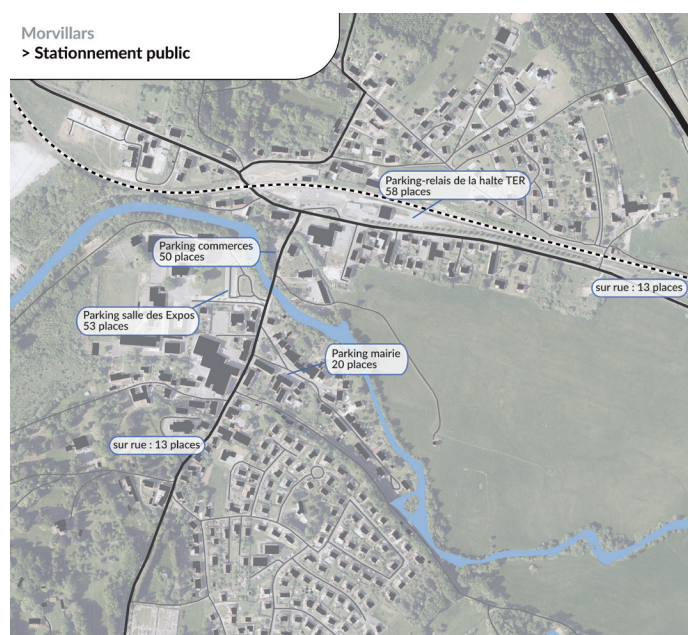 Morvillars
> Stationnement public
Parking-relais de la halte TER
58 places
Parking commerces
50 places
sur rue : 13 places
Parking salle des Expos
53 places
Parking mairie
20 places
sur rue : 13 places